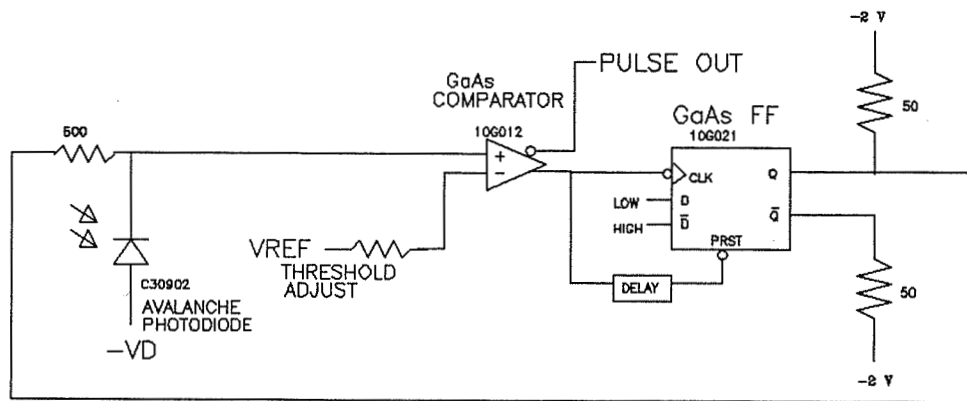 -2 V
PULSE OUT
GaAs
COMPARATOR
10G012
GaAs FF
10G021
50
500
+
-
CLK
Q
LOW
D
HIGH
D̅
Q̅
PRST
VREF
THRESHOLD
ADJUST
C30902
AVALANCHE
PHOTODIODE
-VD
DELAY
50
-2 V